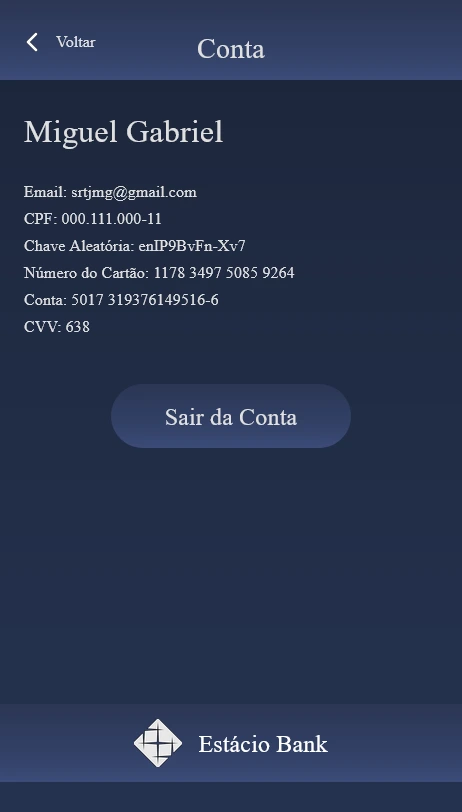 Voltar
Conta
Miguel Gabriel
Email: srtjmg@gmail.com
CPF: 000.111.000-11
Chave Aleatória: enIP9BvFn-Xv7
Número do Cartão: 1178 3497 5085 9264
Conta: 5017 319376149516-6
CVV: 638
Sair da Conta
Estácio Bank